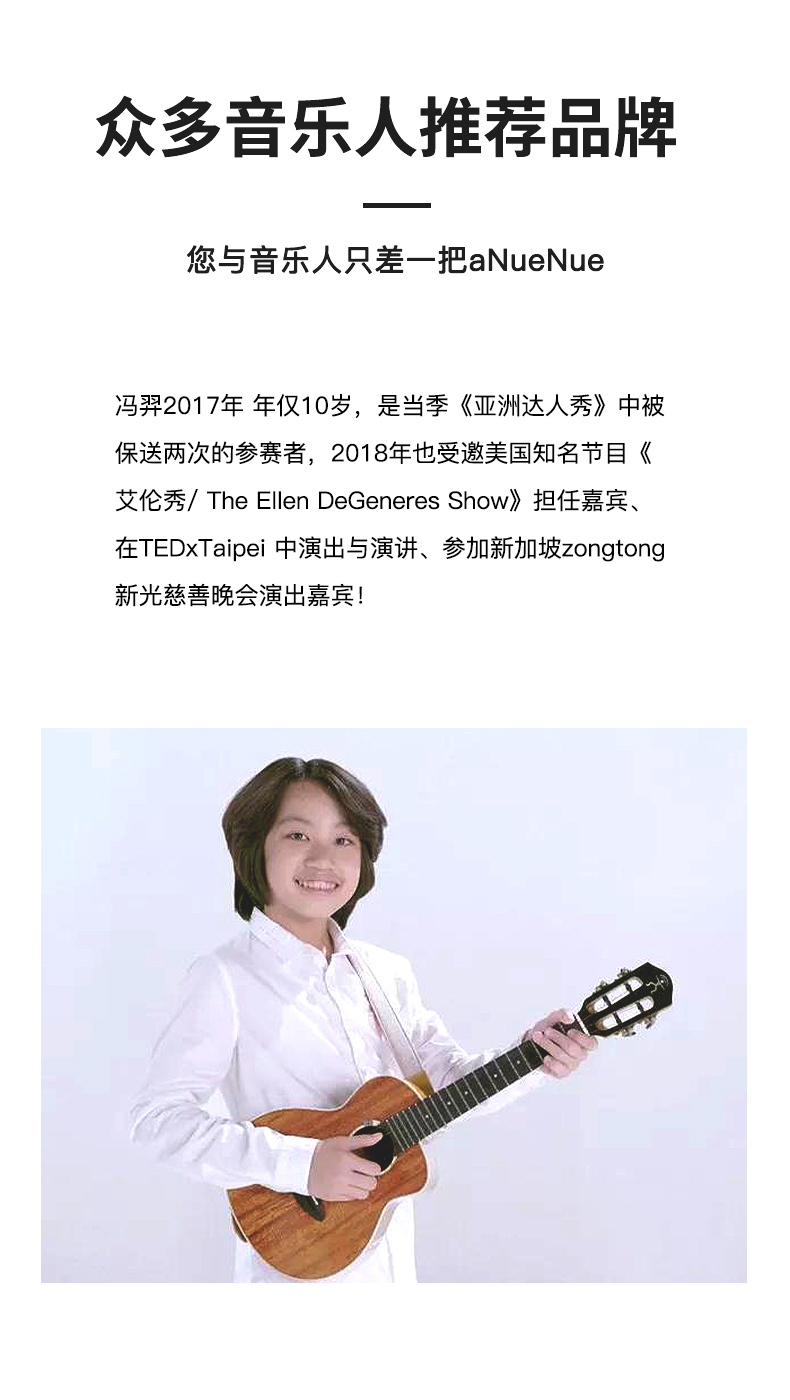 众多音乐人推荐品牌
您与音乐人只差一把aNueNue
冯羿2017年 年仅10岁，是当季《亚洲达人秀》中被
保送两次的参赛者，2018年也受邀美国知名节目《
艾伦秀/ The Ellen DeGeneres Show》担任嘉宾、
在TEDxTaipei 中演出与演讲、参加新加坡zongtong
新光慈善晚会演出嘉宾！